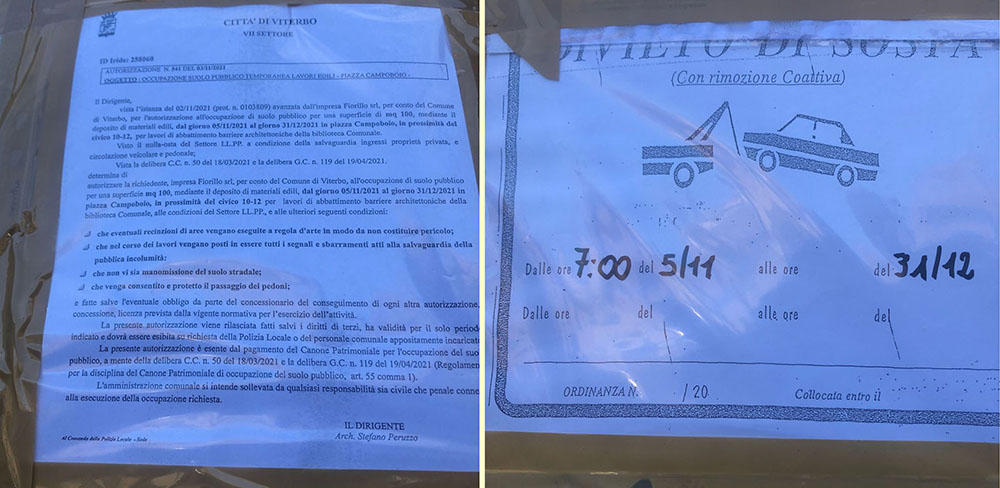 CITTA' DI VITERBO
VII SETTORE
ID Iride: 258060
AUTORIZZAZIONE N. 541 DEL 03/11/2021
OGGETTO : OCCUPAZIONE SUOLO PUBBLICO TEMPORANEA LAVORI EDILI - PIAZZA CAMPOBOIO -
Il Dirigente,
vista l'istanza del 02/11/2021 (prot. n. 0103809) avanzata dall'impresa Fiorillo srl, per conto del Comune
di Viterbo, per l'autorizzazione all'occupazione di suolo pubblico per una superficie di mq 100, mediante il
deposito di materiali edili, dal giorno 05/11/2021 al giorno 31/12/2021 in piazza Campoboio, in prossimità del
civico 10-12, per lavori di abbattimento barriere architettoniche della biblioteca Comunale.
Visto il nulla-osta del Settore LL.PP. a condizione della salvaguardia ingressi proprietà privata, e
circolazione veicolare e pedonale;
Vista la delibera C.C. n. 50 del 18/03/2021 e la delibera G.C. n. 119 del 19/04/2021.
determina di
autorizzare la richiedente, impresa Fiorillo srl, per conto del Comune di Viterbo, all'occupazione di suolo pubblico
per una superficie mq 100, mediante il deposito di materiali edili, dal giorno 05/11/2021 al giorno 31/12/2021 in
piazza Campoboio, in prossimità del civico 10-12 per lavori di abbattimento barriere architettoniche della
biblioteca Comunale, alle condizioni del Settore LL.PP., e alle ulteriori seguenti condizioni:
che eventuali recinzioni di aree vengano eseguite a regola d'arte in modo da non costituire pericolo;
che nel corso dei lavori vengano posti in essere tutti i segnali e sbarramenti atti alla salvaguardia della
pubblica incolumità:
che non vi sia manomissione del suolo stradale;
che venga consentito e protetto il passaggio dei pedoni;
e fatte salve l'eventuale obbligo da parte del concessionario del conseguimento di ogni altra autorizzazione,
concessione, licenza prevista dalla vigente normativa per l'esercizio dell'attività.
La presente autorizzazione viene rilasciata fatti salvi i diritti di terzi, ha validità per il solo periodo
indicato e dovrà essere esibita su richiesta della Polizia Locale o del personale comunale appositamente incaricato
La presente autorizzazione è esente dal pagamento del Canone Patrimoniale per l'occupazione del suo
pubblico, a mente della delibera C.C. n. 50 del 18/03/2021 e la delibera G.C. n. 119 del 19/04/2021 (Regolamen
per la disciplina del Canone Patrimoniale di occupazione del suolo pubblico, art. 55 comma 1).
L'amministrazione comunale si intende sollevata da qualsiasi responsabilità sia civile che penale conne
alla esecuzione della occupazione richiesta.
IL DIRIGENTE
Arch. Stefano Peruzzo
al Comando della Polizia Locale - Sede
DIVIETO DI SOSTA
(Con rimozione Coattiva)
Dalle ore 7:00 del 5/11 alle ore del 31/12
Dalle ore del alle ore del
ORDINANZA N. / 20 Collocata entro il